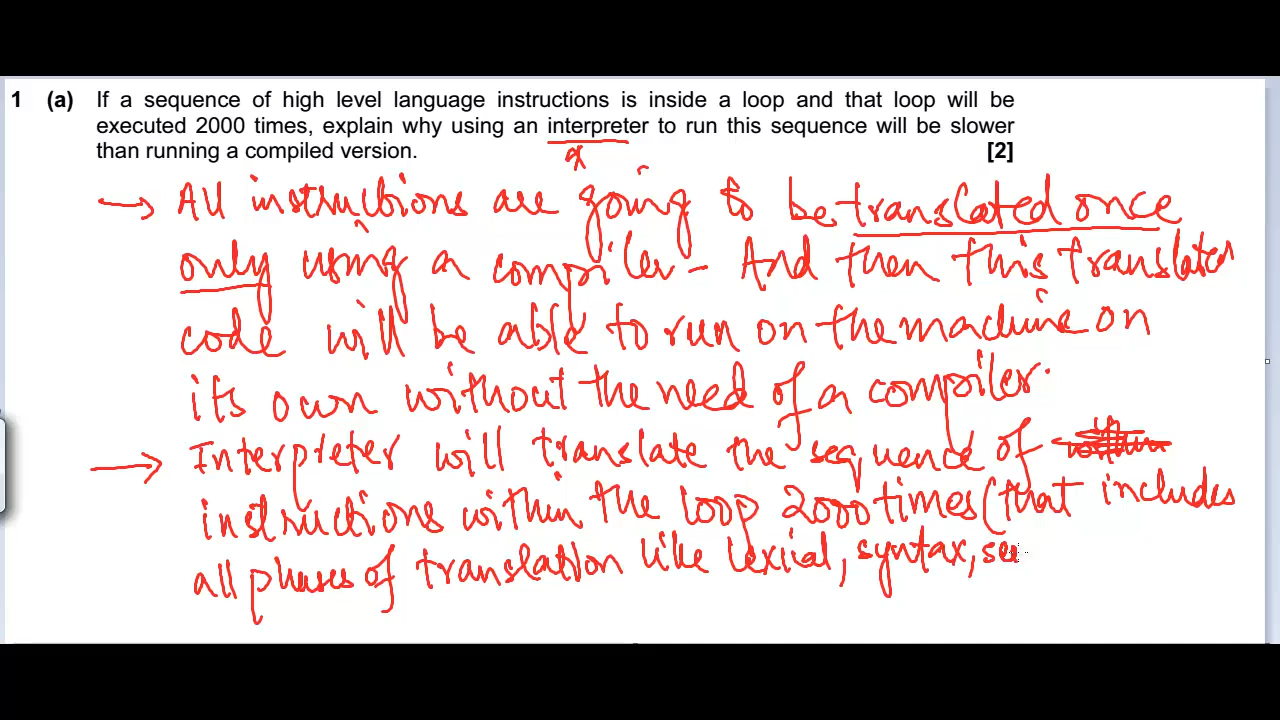 1 (a) If a sequence of high level language instructions is inside a loop and that loop will be
executed 2000 times, explain why using an interpreter to run this sequence will be slower
than running a compiled version. [2]
→ All instructions are going to be translated once
only using a compiler. And then this translated
code will be able to run on the machine on
its own without the need of a compiler.
→ Interpreter will translate the sequence of
instructions within the loop 2000 times (that includes
all phases of translation like lexical, syntax, se